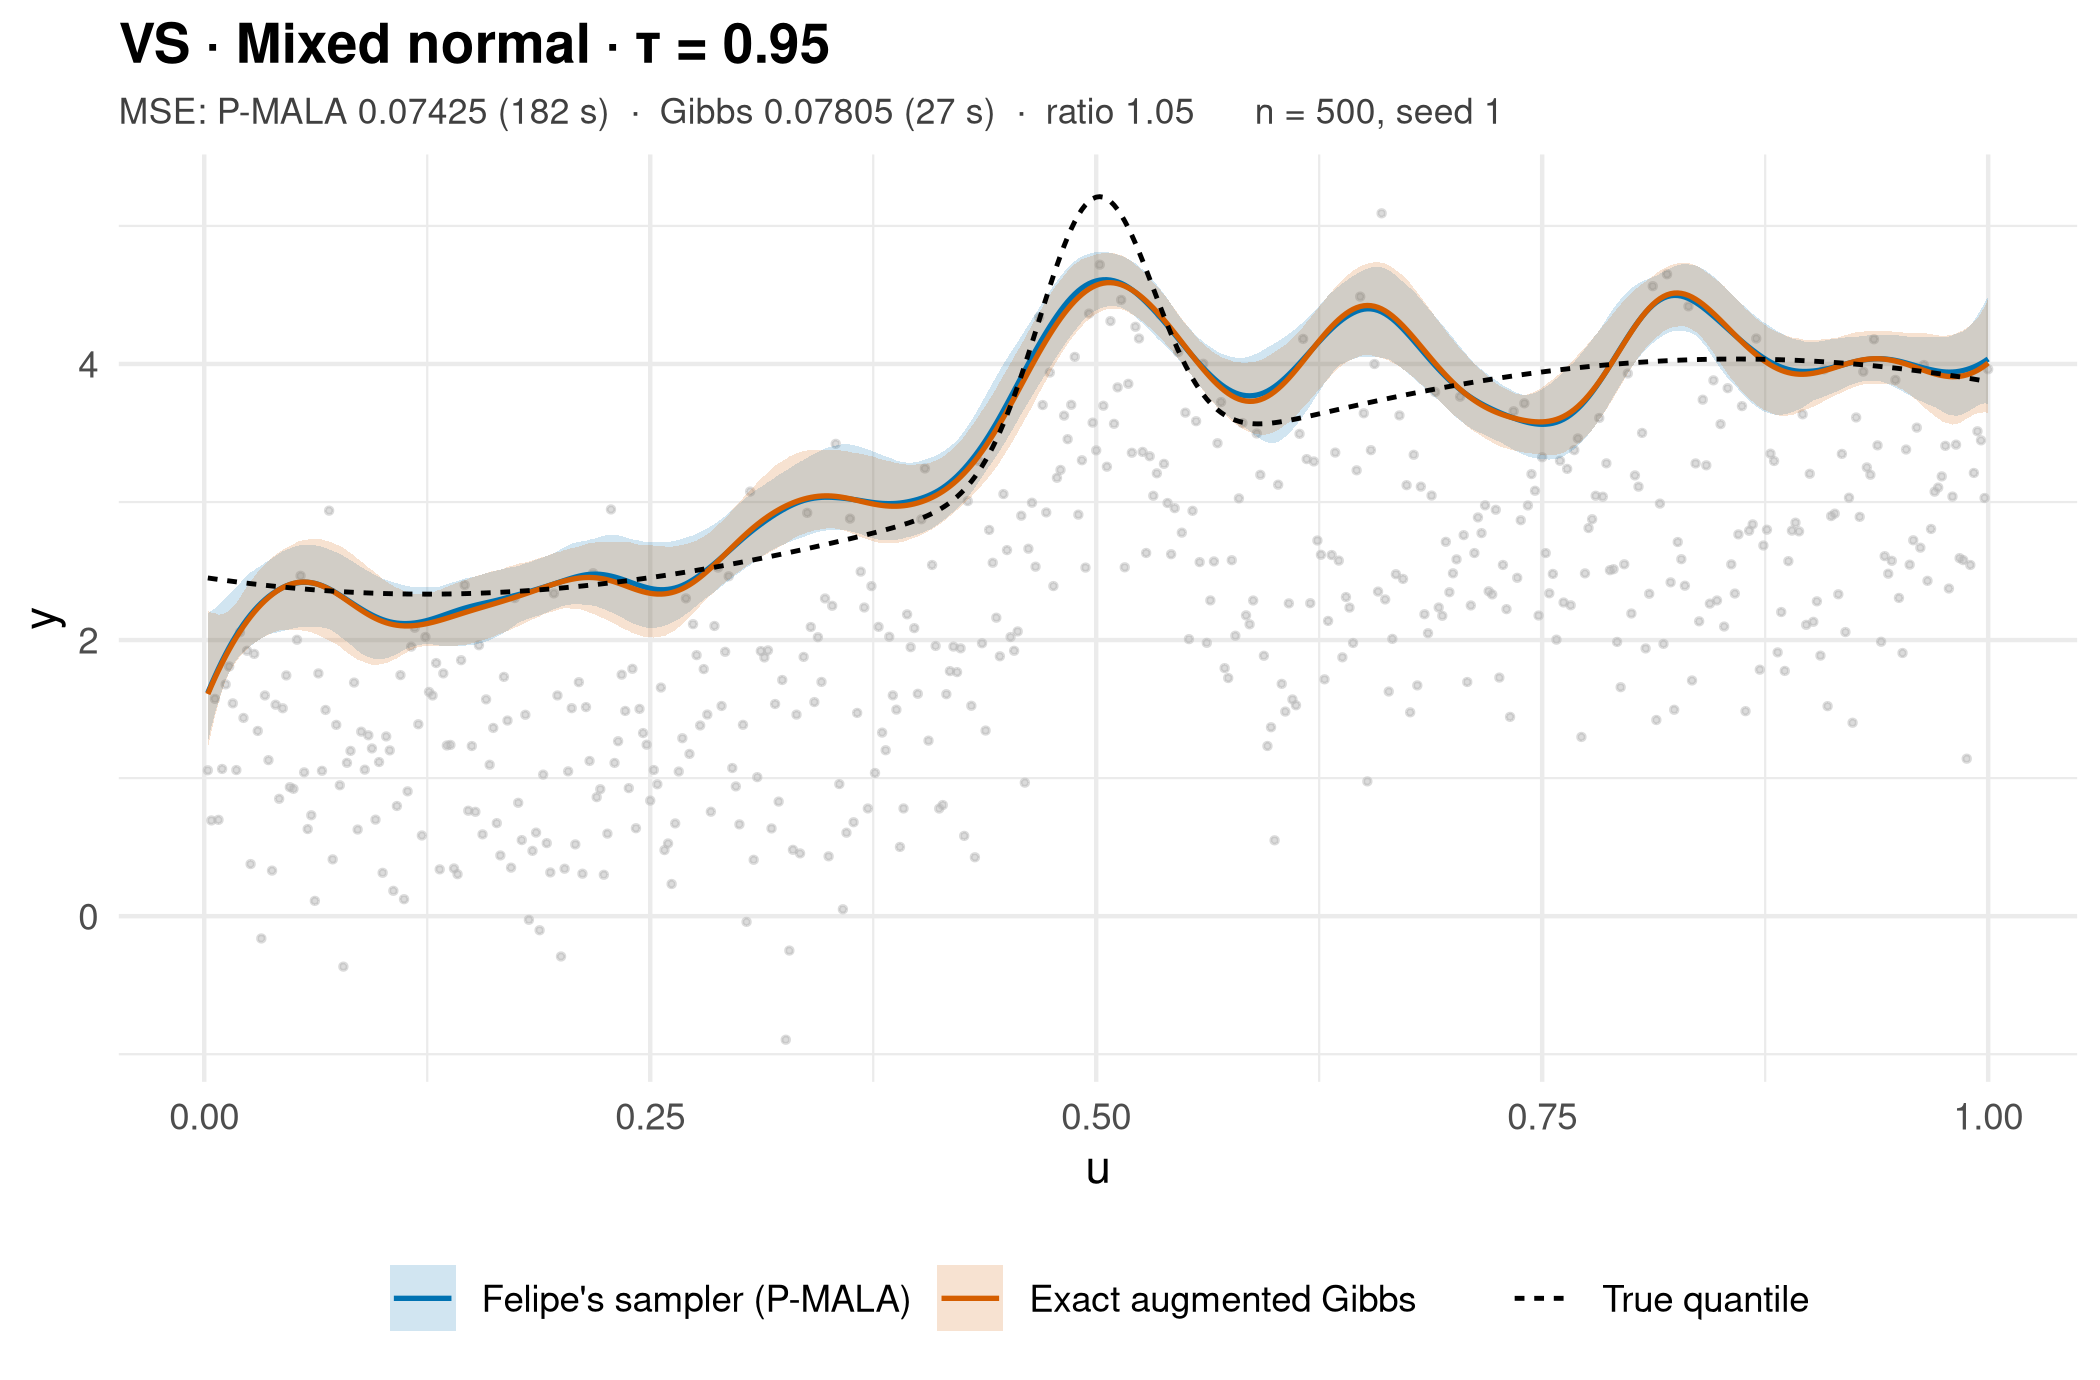 VS · Mixed normal · τ = 0.95
MSE: P-MALA 0.07425 (182 s) · Gibbs 0.07805 (27 s) · ratio 1.05 n = 500, seed 1
y
4
2
0
0.00 0.25 0.50 0.75 1.00
u
Felipe's sampler (P-MALA) Exact augmented Gibbs True quantile